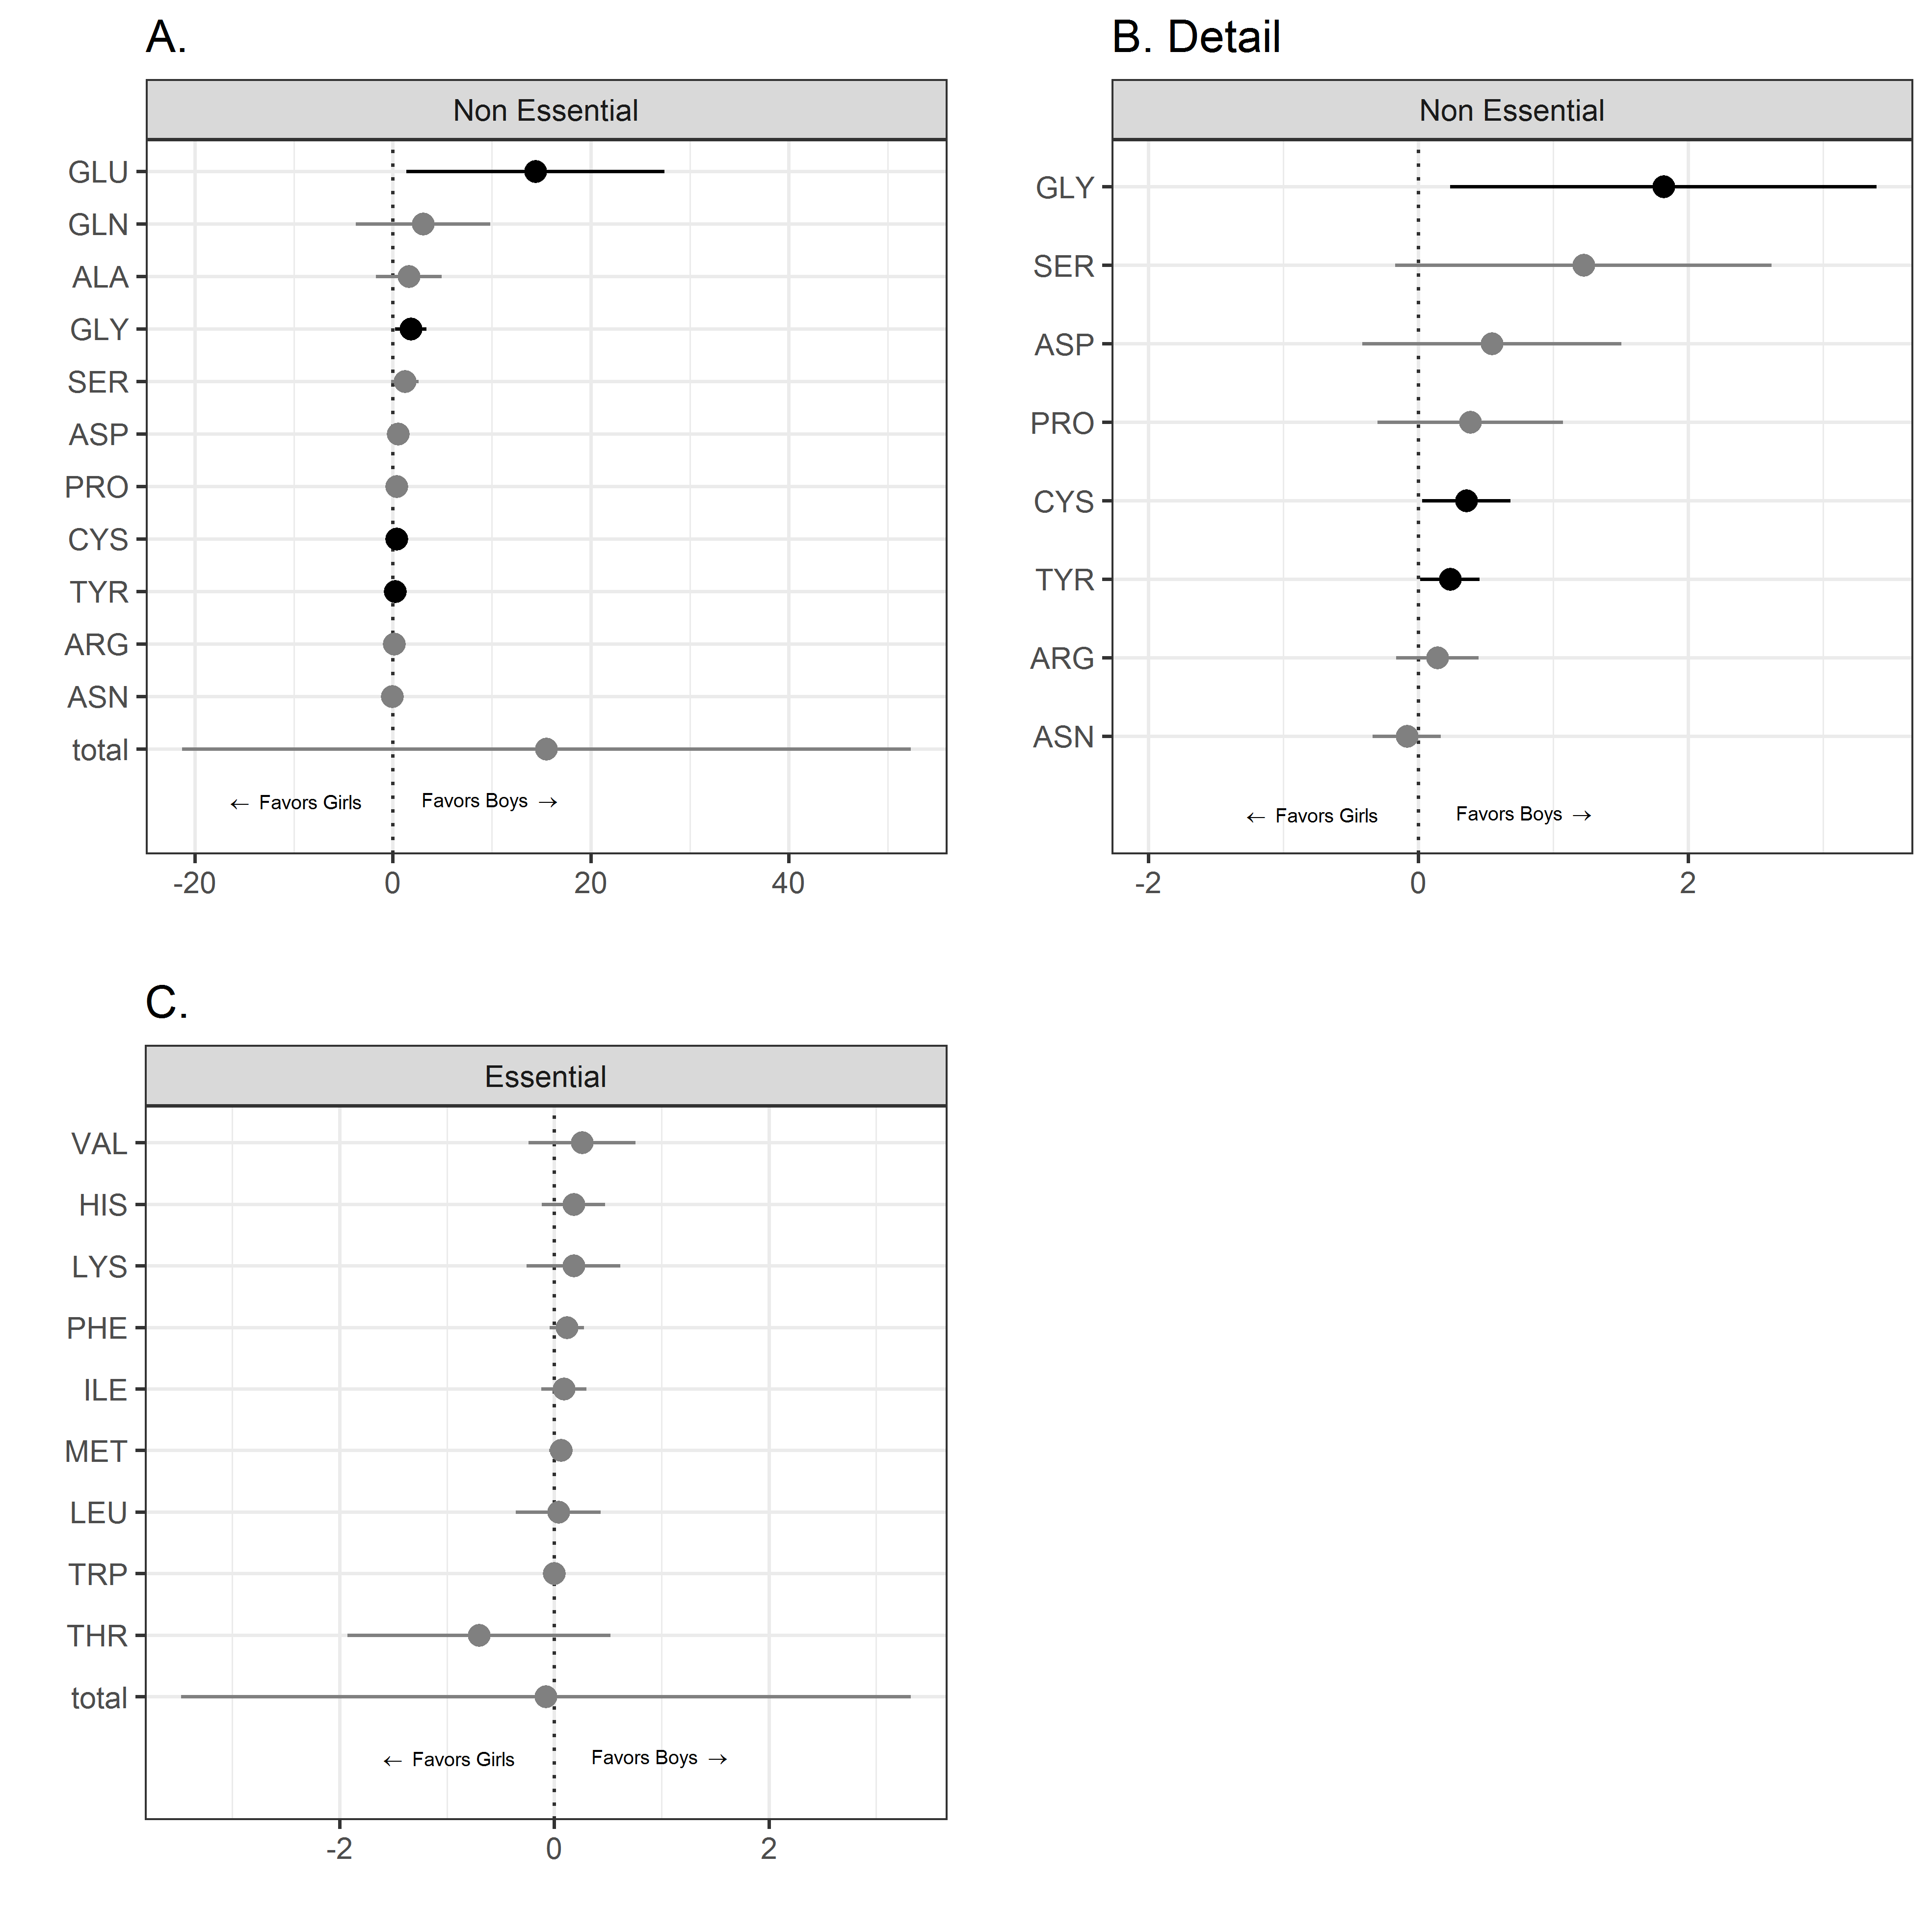 A.
Non Essential
GLU
GLN
ALA
GLY
SER
ASP
PRO
CYS
TYR
ARG
ASN
total
← Favors Girls Favors Boys →
-20 0 20 40
B. Detail
Non Essential
GLY
SER
ASP
PRO
CYS
TYR
ARG
ASN
← Favors Girls Favors Boys →
-2 0 2
C.
Essential
VAL
HIS
LYS
PHE
ILE
MET
LEU
TRP
THR
total
← Favors Girls Favors Boys →
-2 0 2